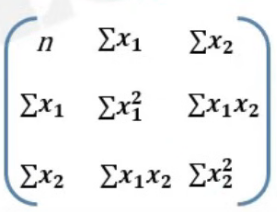 n ∑x₁ ∑x₂
∑x₁ ∑x₁² ∑x₁x₂
∑x₂ ∑x₁x₂ ∑x₂²